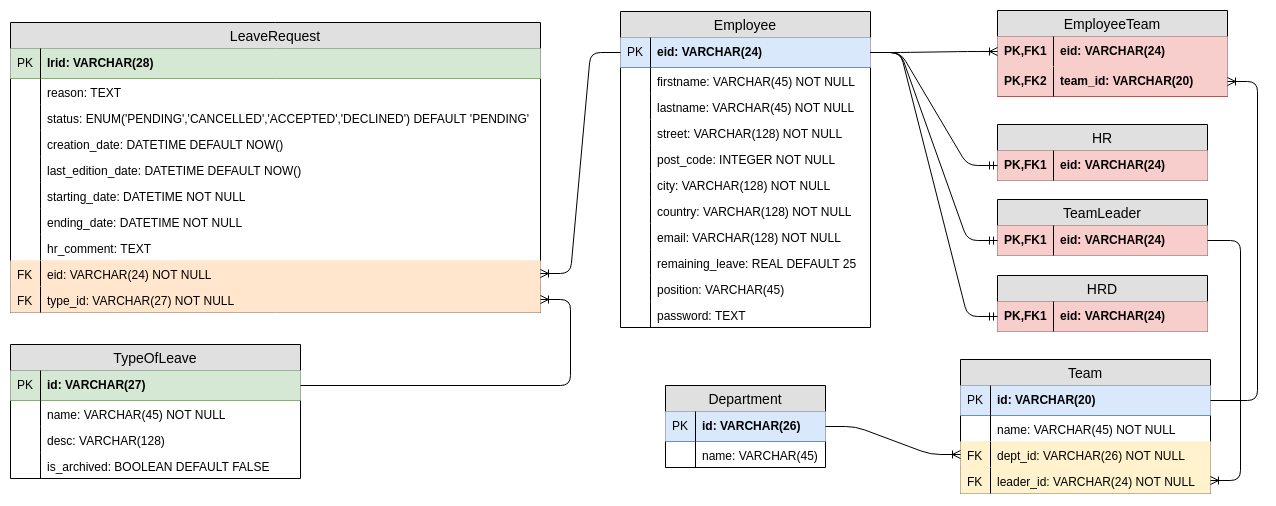 LeaveRequest
PK lrid: VARCHAR(28)
reason: TEXT
status: ENUM('PENDING','CANCELLED','ACCEPTED','DECLINED') DEFAULT 'PENDING'
creation_date: DATETIME DEFAULT NOW()
last_edition_date: DATETIME DEFAULT NOW()
starting_date: DATETIME NOT NULL
ending_date: DATETIME NOT NULL
hr_comment: TEXT
FK eid: VARCHAR(24) NOT NULL
FK type_id: VARCHAR(27) NOT NULL
TypeOfLeave
PK id: VARCHAR(27)
name: VARCHAR(45) NOT NULL
desc: VARCHAR(128)
is_archived: BOOLEAN DEFAULT FALSE
Employee
PK eid: VARCHAR(24)
firstname: VARCHAR(45) NOT NULL
lastname: VARCHAR(45) NOT NULL
street: VARCHAR(128) NOT NULL
post_code: INTEGER NOT NULL
city: VARCHAR(128) NOT NULL
country: VARCHAR(128) NOT NULL
email: VARCHAR(128) NOT NULL
remaining_leave: REAL DEFAULT 25
position: VARCHAR(45)
password: TEXT
Department
PK id: VARCHAR(26)
name: VARCHAR(45)
EmployeeTeam
PK,FK1 eid: VARCHAR(24)
PK,FK2 team_id: VARCHAR(20)
HR
PK,FK1 eid: VARCHAR(24)
TeamLeader
PK,FK1 eid: VARCHAR(24)
HRD
PK,FK1 eid: VARCHAR(24)
Team
PK id: VARCHAR(20)
name: VARCHAR(45) NOT NULL
FK dept_id: VARCHAR(26) NOT NULL
FK leader_id: VARCHAR(24) NOT NULL